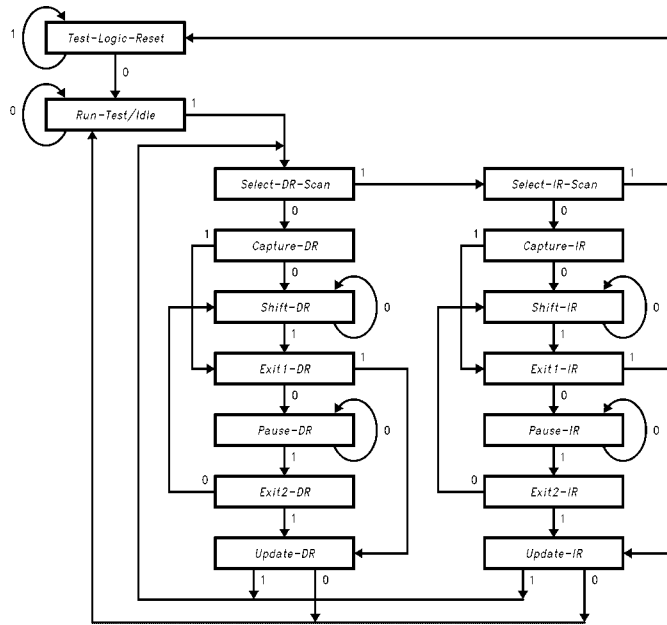 1
Test-Logic-Reset
0
0
Run-Test/Idle
1
Select-DR-Scan
1
Select-IR-Scan
1
0
0
1
Capture-DR
1
Capture-IR
0
0
Shift-DR
0
Shift-IR
0
1
1
Exit1-DR
1
Exit1-IR
1
0
0
Pause-DR
0
Pause-IR
0
1
1
0
Exit2-DR
0
Exit2-IR
1
1
Update-DR
Update-IR
1
0
1
0